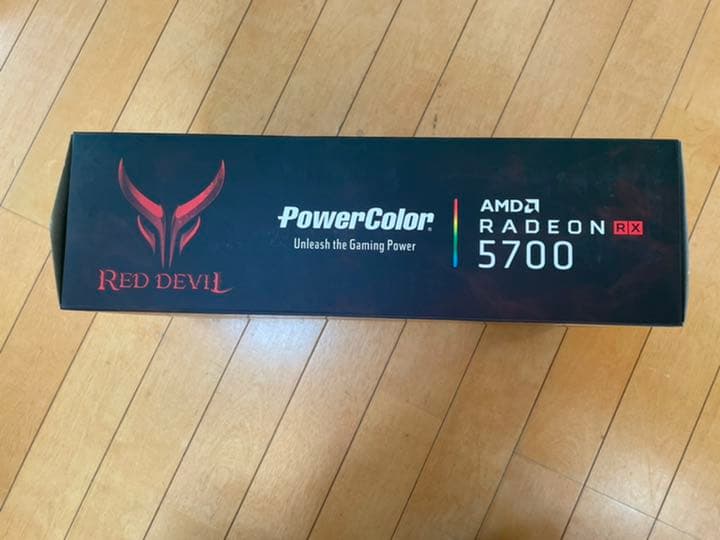 RED DEVIL
PowerColor
Unleash the Gaming Power
AMD
RADEON RX
5700